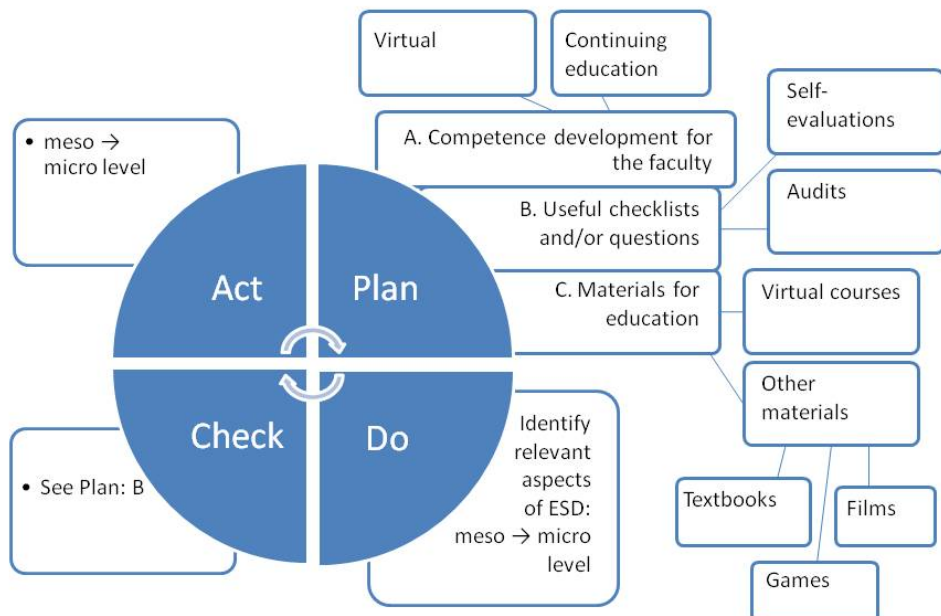 Virtual
Continuing
education
A. Competence development for
the faculty
Self-
evaluations
• meso →
micro level
B. Useful checklists
and/or questions
Audits
Act
Plan
C. Materials for
education
Virtual courses
Other
materials
Check
Do
Identify
relevant
aspects
of ESD:
meso → micro
level
• See Plan: B
Textbooks
Films
Games